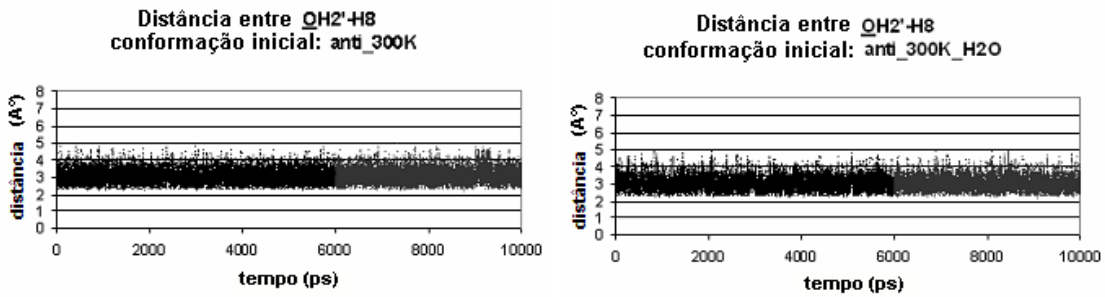 Distância entre OH2'-H8
conformação inicial: anti_300K
distância (A°)
8
7
6
5
4
3
2
1
0
0 2000 4000 6000 8000 10000
tempo (ps)
Distância entre OH2'-H8
conformação inicial: anti_300K_H2O
distância (A°)
8
7
6
5
4
3
2
1
0
0 2000 4000 6000 8000 10000
tempo (ps)